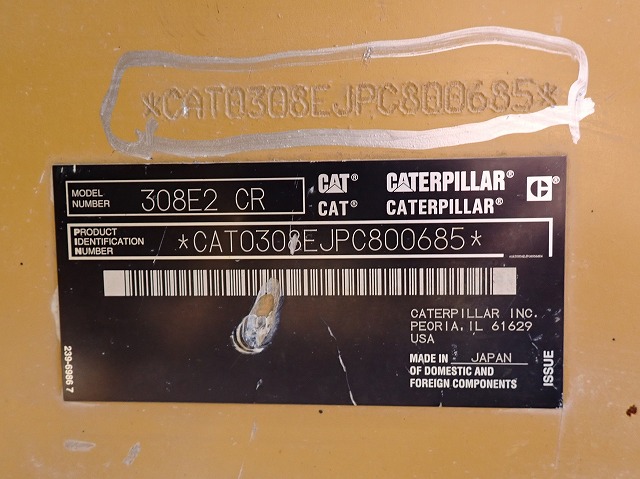 *CAT0308EJPC800685*
MODEL NUMBER 308E2 CR
CAT® CATERPILLAR® C
CAT® CATERPILLAR®
PRODUCT IDENTIFICATION NUMBER *CAT0308EJPC800685*
CATERPILLAR INC.
PEORIA, IL 61629
USA
MADE IN JAPAN
OF DOMESTIC AND
FOREIGN COMPONENTS
ISSUE
239-6986 7